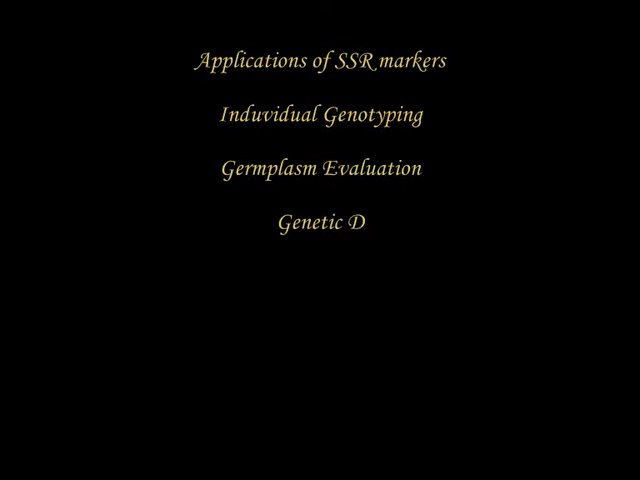 Applications of SSR markers
Induvidual Genotyping
Germplasm Evaluation
Genetic D